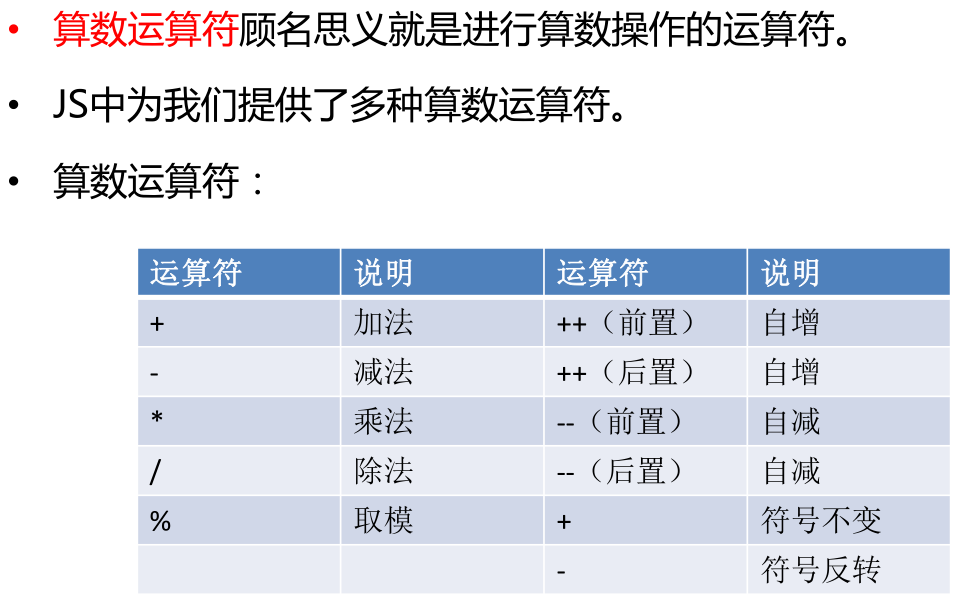 • 算数运算符顾名思义就是进行算数操作的运算符。
• JS中为我们提供了多种算数运算符。
• 算数运算符：
运算符 说明 运算符 说明
+ 加法 ++（前置） 自增
- 减法 ++（后置） 自增
* 乘法 --（前置） 自减
/ 除法 --（后置） 自减
% 取模 + 符号不变
- 符号反转